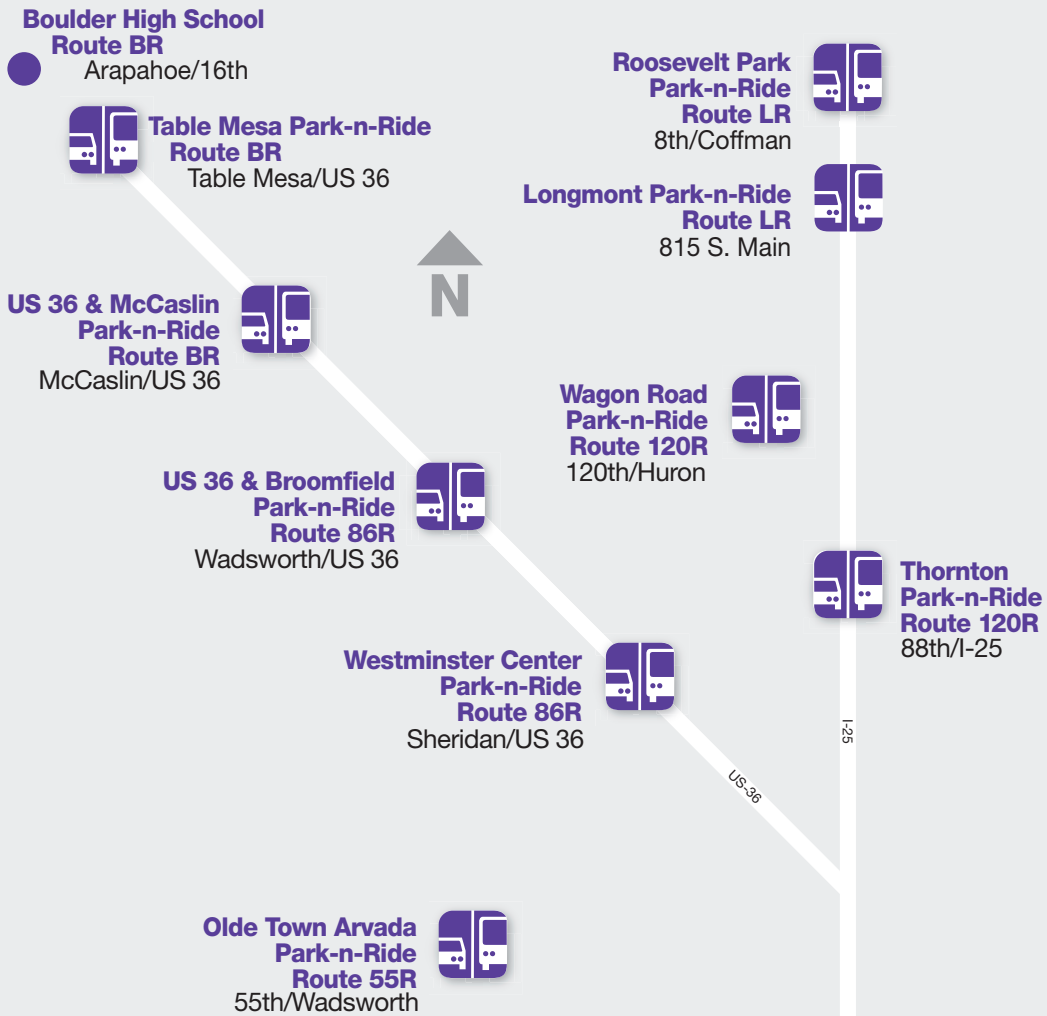 Boulder High School
Route BR
Arapahoe/16th
Table Mesa Park-n-Ride
Route BR
Table Mesa/US 36
US 36 & McCaslin
Park-n-Ride
Route BR
McCaslin/US 36
US 36 & Broomfield
Park-n-Ride
Route 86R
Wadsworth/US 36
Westminster Center
Park-n-Ride
Route 86R
Sheridan/US 36
Olde Town Arvada
Park-n-Ride
Route 55R
55th/Wadsworth
N
Roosevelt Park
Park-n-Ride
Route LR
8th/Coffman
Longmont Park-n-Ride
Route LR
815 S. Main
Wagon Road
Park-n-Ride
Route 120R
120th/Huron
Thornton
Park-n-Ride
Route 120R
88th/I-25
I-25
US-36